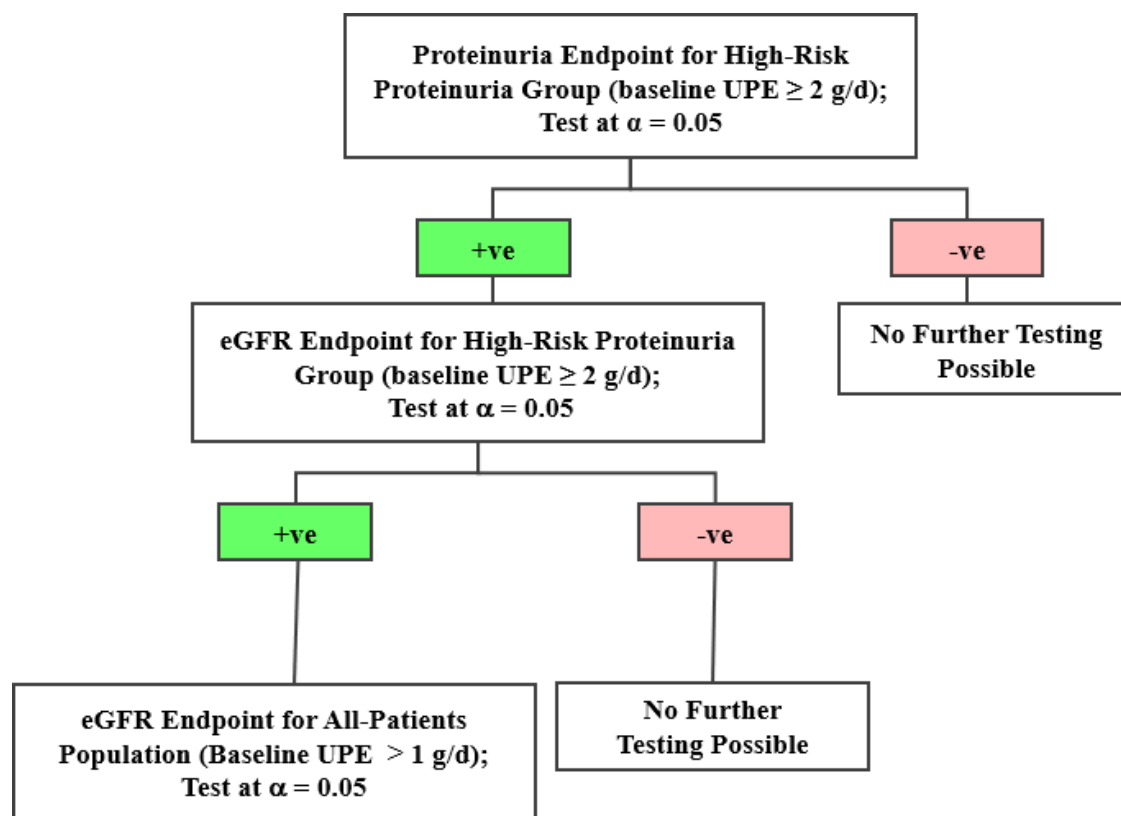 Proteinuria Endpoint for High-Risk
Proteinuria Group (baseline UPE ≥ 2 g/d);
Test at α = 0.05
+ve
-ve
eGFR Endpoint for High-Risk Proteinuria
Group (baseline UPE ≥ 2 g/d);
Test at α = 0.05
No Further Testing
Possible
+ve
-ve
eGFR Endpoint for All-Patients
Population (Baseline UPE > 1 g/d);
Test at α = 0.05
No Further
Testing Possible